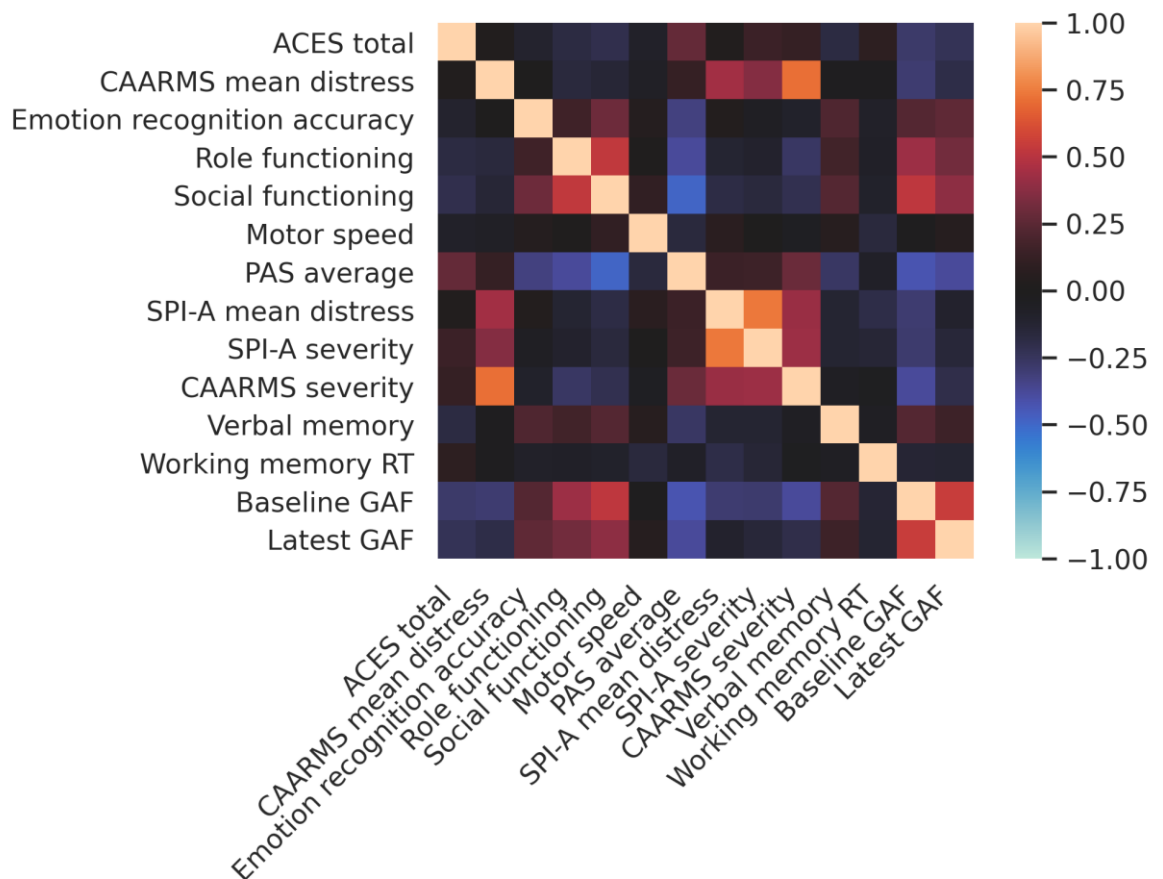 ACES total
CAARMS mean distress
Emotion recognition accuracy
Role functioning
Social functioning
Motor speed
PAS average
SPI-A mean distress
SPI-A severity
CAARMS severity
Verbal memory
Working memory RT
Baseline GAF
Latest GAF
ACES total
CAARMS mean distress
Emotion recognition accuracy
Role functioning
Social functioning
Motor speed
PAS average
SPI-A mean distress
SPI-A severity
CAARMS severity
Verbal memory
Working memory RT
Baseline GAF
Latest GAF
1.00
0.75
0.50
0.25
0.00
−0.25
−0.50
−0.75
−1.00